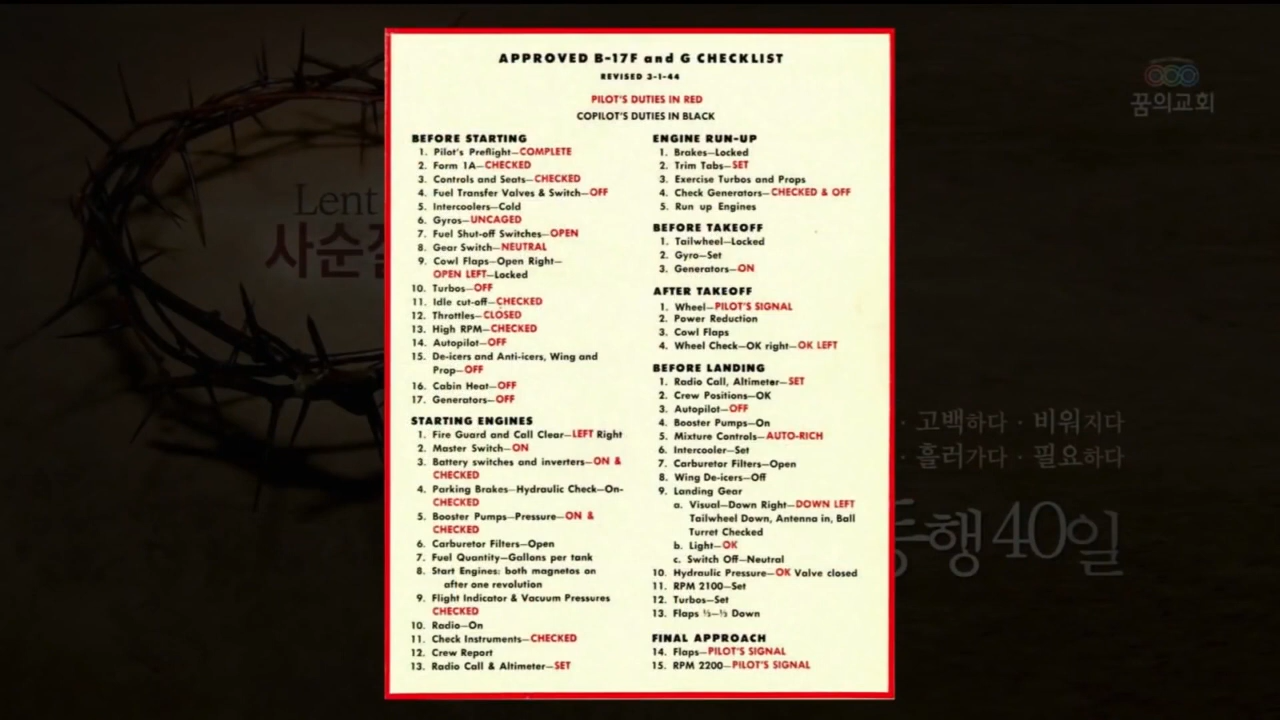 APPROVED B-17F and G CHECKLIST
REVISED 3-1-44
PILOT'S DUTIES IN RED
COPILOT'S DUTIES IN BLACK
BEFORE STARTING
1. Pilot's Preflight—COMPLETE
2. Form 1A—CHECKED
3. Controls and Seats—CHECKED
4. Fuel Transfer Valves & Switch—OFF
5. Intercoolers—Cold
6. Gyros—UNCAGED
7. Fuel Shut-off Switches—OPEN
8. Gear Switch—NEUTRAL
9. Cowl Flaps—Open Right—
OPEN LEFT—Locked
10. Turbos—OFF
11. Idle cut-off—CHECKED
12. Throttles—CLOSED
13. High RPM—CHECKED
14. Autopilot—OFF
15. De-icers and Anti-icers, Wing and
Prop—OFF
16. Cabin Heat—OFF
17. Generators—OFF
STARTING ENGINES
1. Fire Guard and Call Clear—LEFT Right
2. Master Switch—ON
3. Battery switches and inverters—ON &
CHECKED
4. Parking Brakes—Hydraulic Check—On-
CHECKED
5. Booster Pumps—Pressure—ON &
CHECKED
6. Carburetor Filters—Open
7. Fuel Quantity—Gallons per tank
8. Start Engines: both magnetos on
after one revolution
9. Flight Indicator & Vacuum Pressures
CHECKED
10. Radio—On
11. Check Instruments—CHECKED
12. Crew Report
13. Radio Call & Altimeter—SET
ENGINE RUN-UP
1. Brakes—Locked
2. Trim Tabs—SET
3. Exercise Turbos and Props
4. Check Generators—CHECKED & OFF
5. Run up Engines
BEFORE TAKEOFF
1. Tailwheel—Locked
2. Gyro—Set
3. Generators—ON
AFTER TAKEOFF
1. Wheel—PILOT'S SIGNAL
2. Power Reduction
3. Cowl Flaps
4. Wheel Check—OK right—OK LEFT
BEFORE LANDING
1. Radio Call, Altimeter—SET
2. Crew Positions—OK
3. Autopilot—OFF
4. Booster Pumps—On
5. Mixture Controls—AUTO-RICH
6. Intercooler—Set
7. Carburetor Filters—Open
8. Wing De-icers—Off
9. Landing Gear
a. Visual—Down Right—DOWN LEFT
Tailwheel Down, Antenna in, Ball
Turret Checked
b. Light—OK
c. Switch Off—Neutral
10. Hydraulic Pressure—OK Valve closed
11. RPM 2100—Set
12. Turbos—Set
13. Flaps ⅓—⅓ Down
FINAL APPROACH
14. Flaps—PILOT'S SIGNAL
15. RPM 2200—PILOT'S SIGNAL
Lent
사순
꿈의교회
· 고백하다 · 비워지다
· 흘러가다 · 필요하다
동행 40일